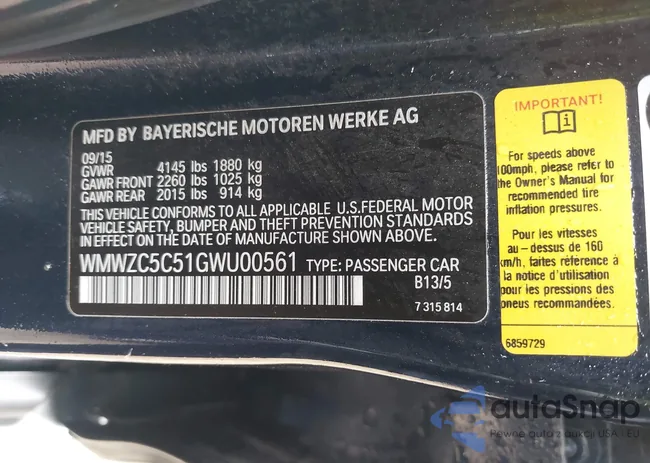 MFD BY BAYERISCHE MOTOREN WERKE AG
09/15
GVWR 4145 lbs 1880 kg
GAWR FRONT 2260 lbs 1025 kg
GAWR REAR 2015 lbs 914 kg
THIS VEHICLE CONFORMS TO ALL APPLICABLE U.S.FEDERAL MOTOR
VEHICLE SAFETY, BUMPER AND THEFT PREVENTION STANDARDS
IN EFFECT ON THE DATE OF MANUFACTURE SHOWN ABOVE.
WMWZC5C51GWU00561 TYPE: PASSENGER CAR
B13/5
7 315 814
IMPORTANT!
For speeds above
100mph, please refer to
the Owner's Manual for
recommended tire
inflation pressures.
Pour les vitesses
au - dessus de 160
km/h, faites référence à
la notice d'utilisation
pour les pressions des
pneus recommandées.
6859729
autoSnap
Pewne auta z aukcji USA - EU